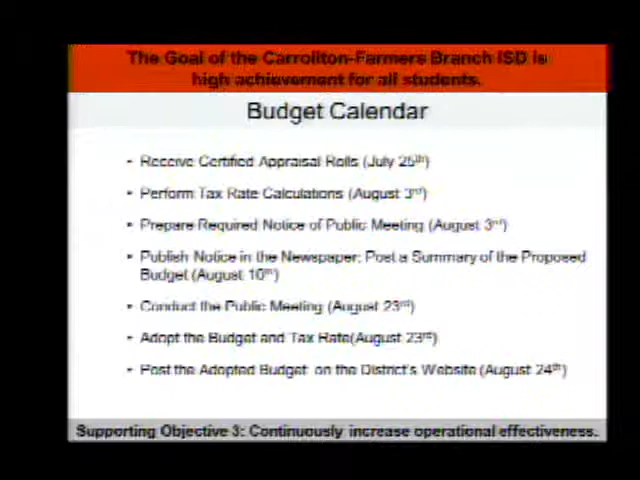 The Goal of the Carrollton-Farmers Branch ISD is
high achievement for all students.
Budget Calendar
• Receive Certified Appraisal Rolls (July 25th)
• Perform Tax Rate Calculations (August 3rd)
• Prepare Required Notice of Public Meeting (August 3rd)
• Publish Notice in the Newspaper; Post a Summary of the Proposed
Budget (August 10th)
• Conduct the Public Meeting (August 23rd)
• Adopt the Budget and Tax Rate(August 23rd)
• Post the Adopted Budget on the District's Website (August 24th)
Supporting Objective 3: Continuously increase operational effectiveness.